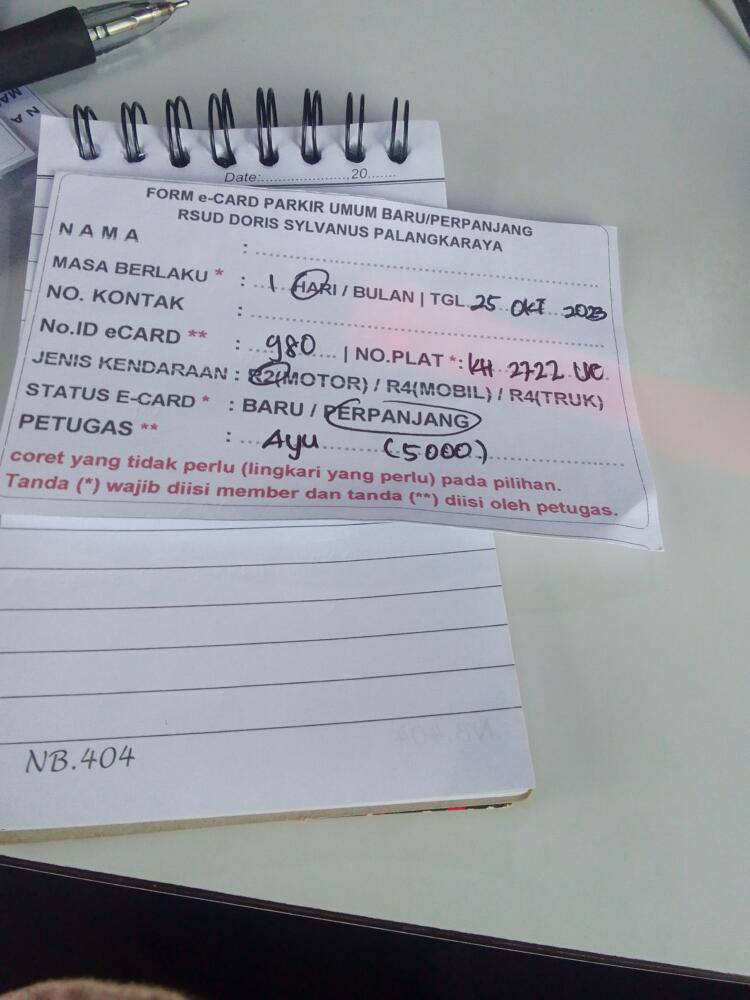 Date:....................,20.......
FORM e-CARD PARKIR UMUM BARU/PERPANJANG
RSUD DORIS SYLVANUS PALANGKARAYA
NAMA :
MASA BERLAKU * : 1 HARI / BULAN | TGL 25 OKT 2023
NO. KONTAK :
No.ID eCARD ** : 980 | NO.PLAT *: KH 2722 UC
JENIS KENDARAAN : R2(MOTOR) / R4(MOBIL) / R4(TRUK)
STATUS E-CARD * : BARU / PERPANJANG
PETUGAS ** : Ayu (5000)
coret yang tidak perlu (lingkari yang perlu) pada pilihan.
Tanda (*) wajib diisi member dan tanda (**) diisi oleh petugas.
NB.404